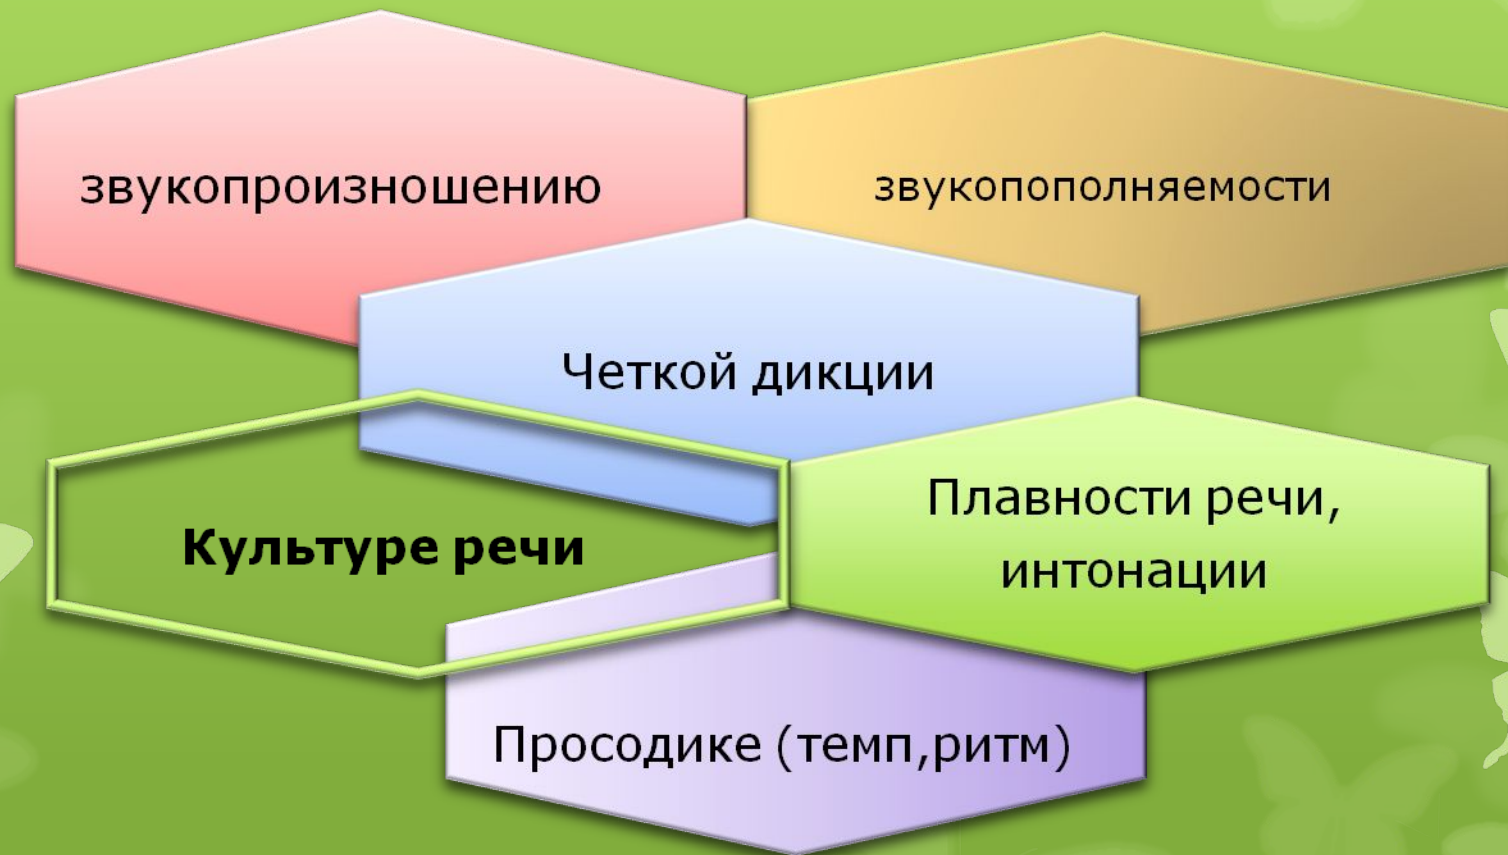 звукопроизношению
звукопополняемости
Четкой дикции
Культуре речи
Плавности речи,
интонации
Просодике (темп,ритм)